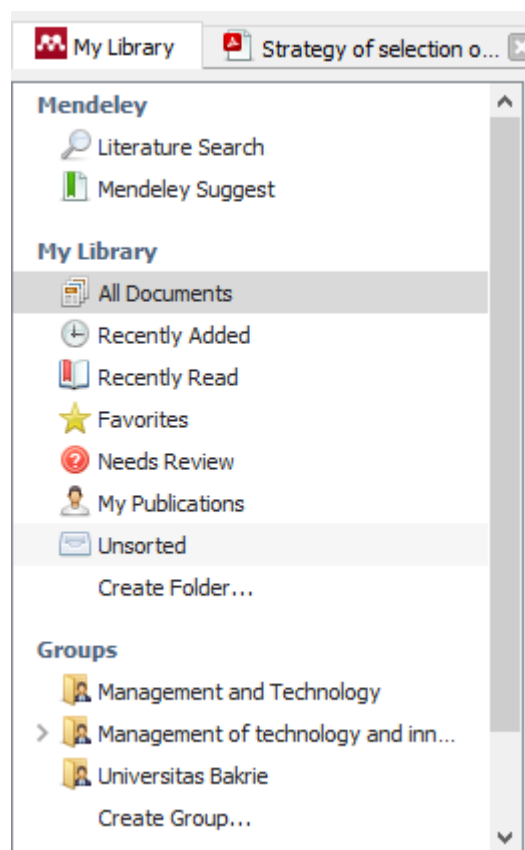 My Library
Strategy of selection o...
Mendeley
Literature Search
Mendeley Suggest
My Library
All Documents
Recently Added
Recently Read
Favorites
Needs Review
My Publications
Unsorted
Create Folder...
Groups
Management and Technology
Management of technology and inn...
Universitas Bakrie
Create Group...